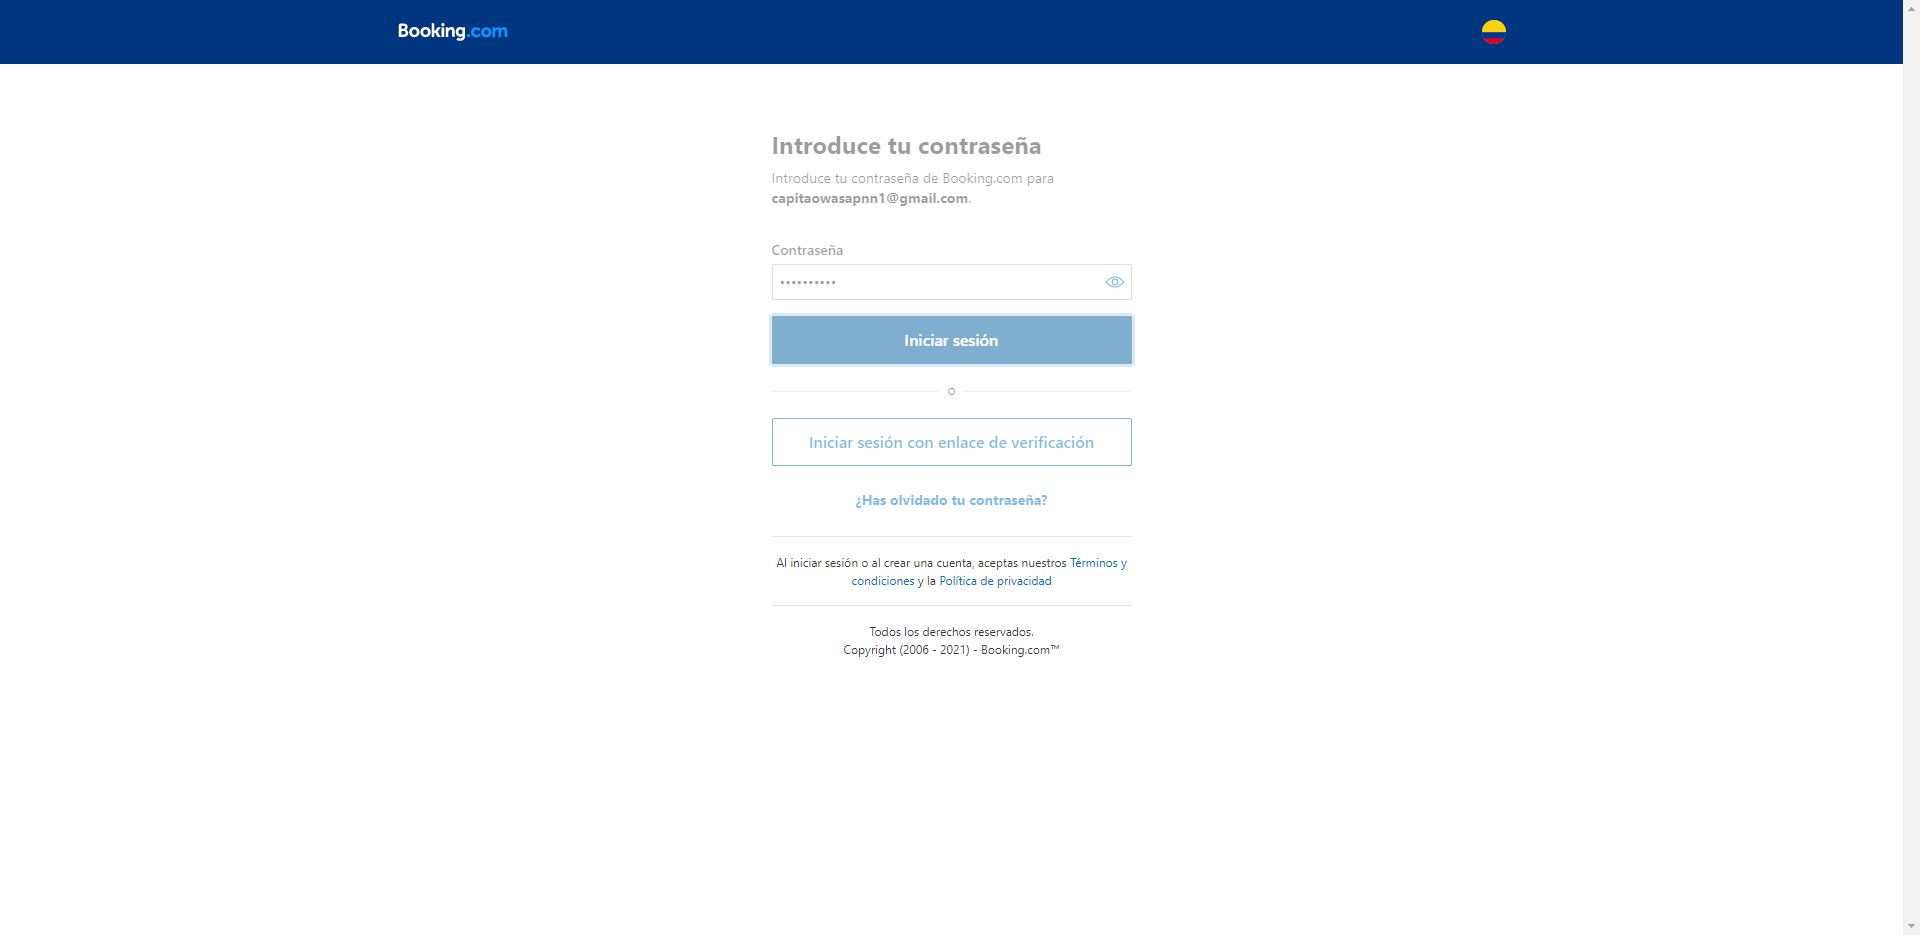 Booking.com
Introduce tu contraseña
Introduce tu contraseña de Booking.com para
capitaowasapnn1@gmail.com.
Contraseña
••••••••••
Iniciar sesión
o
Iniciar sesión con enlace de verificación
¿Has olvidado tu contraseña?
Al iniciar sesión o al crear una cuenta, aceptas nuestros Términos y
condiciones y la Política de privacidad
Todos los derechos reservados.
Copyright (2006 - 2021) - Booking.com™